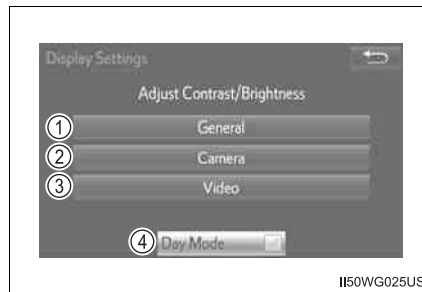 Display Settings
Adjust Contrast/Brightness
① General
② Camera
③ Video
④ Day Mode
II50WG025US